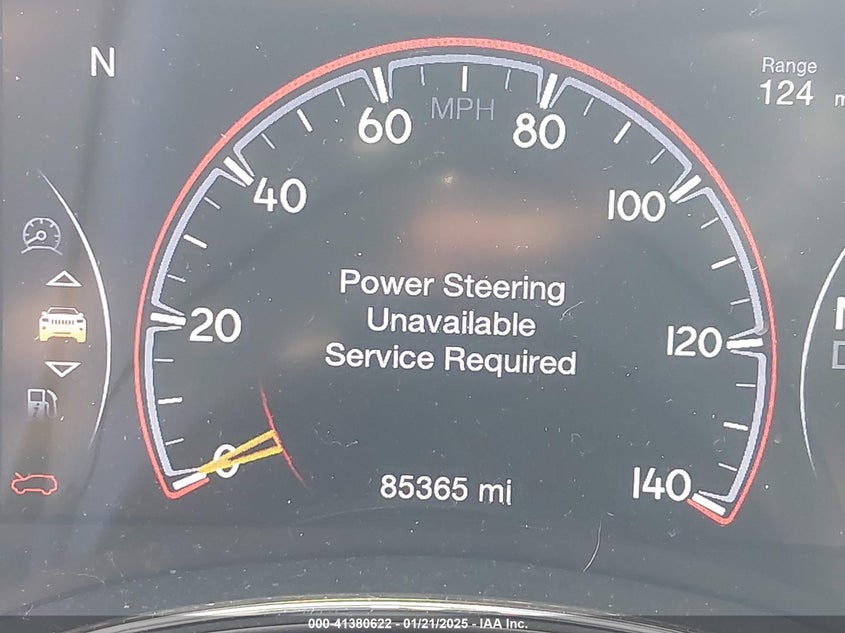 N
Range
124 m
MPH
0
20
40
60
80
100
120
140
Power Steering
Unavailable
Service Required
85365 mi
000-41380622 - 01/21/2025 - IAA Inc.